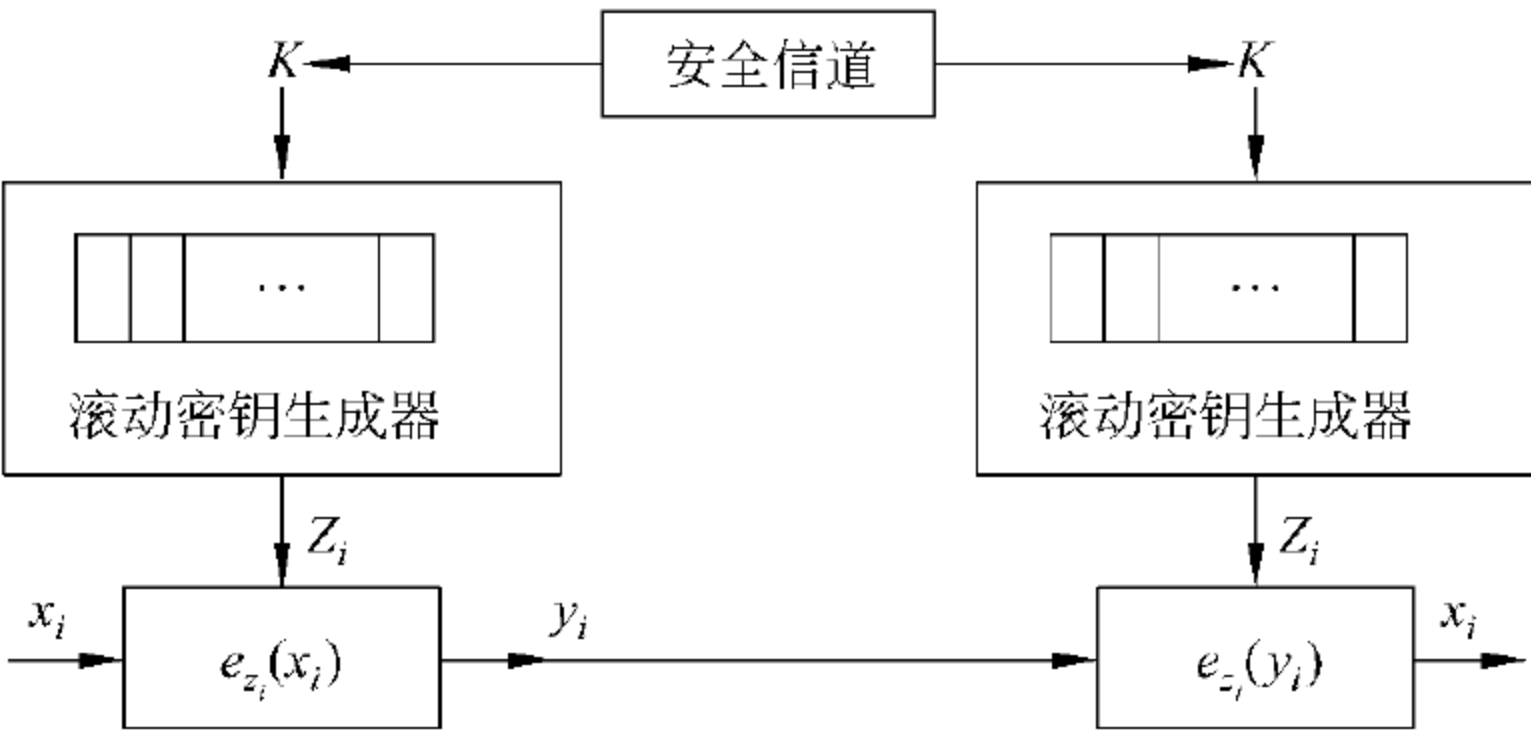 K 安全信道 K
… …
滚动密钥生成器 滚动密钥生成器
Z_i Z_i
x_i y_i x_i
e_{z_i}(x_i) e_{z_i}(y_i)